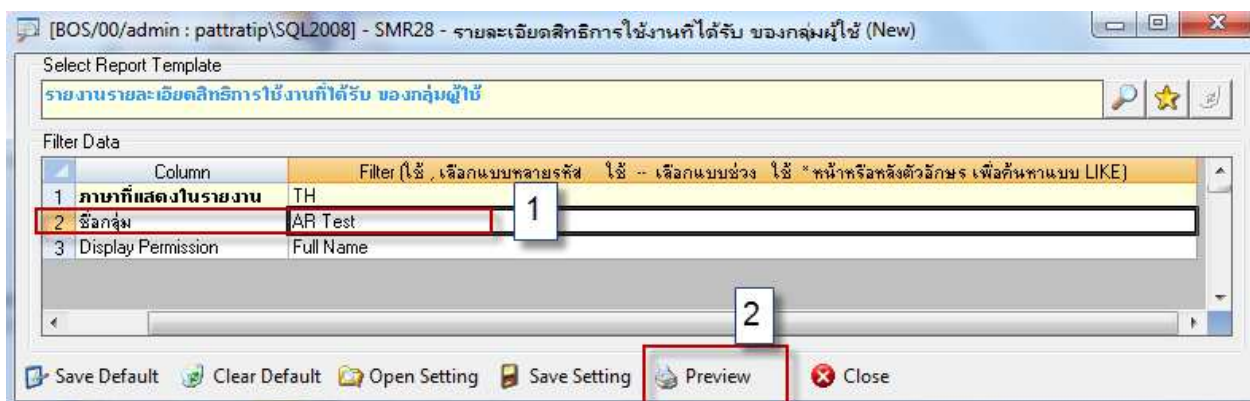 [BOS/00/admin : pattratip\SQL2008] - SMR28 - รายละเอียดสิทธิการใช้งานที่ได้รับ ของกลุ่มผู้ใช้ (New)
Select Report Template
รายงานรายละเอียดสิทธิการใช้งานที่ได้รับ ของกลุ่มผู้ใช้
Filter Data
Column Filter (ใช้ , เลือกแบบหลายรหัส ใช้ -- เลือกแบบช่วง ใช้ * หน้าหรือหลังตัวอักษร เพื่อค้นหาแบบ LIKE)
1 ภาษาที่แสดงในรายงาน TH
2 ชื่อกลุ่ม AR Test 1
3 Display Permission Full Name
2
Save Default Clear Default Open Setting Save Setting Preview Close